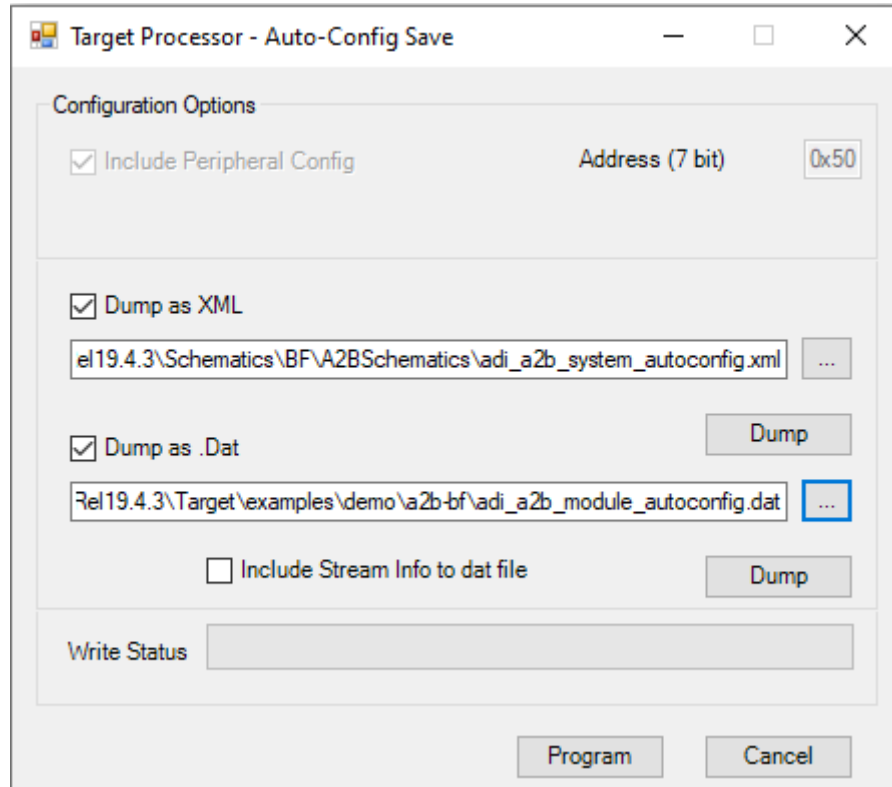 Target Processor - Auto-Config Save
Configuration Options
Include Peripheral Config Address (7 bit) 0x50
Dump as XML
el19.4.3\Schematics\BF\A2BSchematics\adi_a2b_system_autoconfig.xml ...
Dump
Dump as .Dat
Rel19.4.3\Target\examples\demo\a2b-bf\adi_a2b_module_autoconfig.dat ...
Include Stream Info to dat file Dump
Write Status
Program Cancel